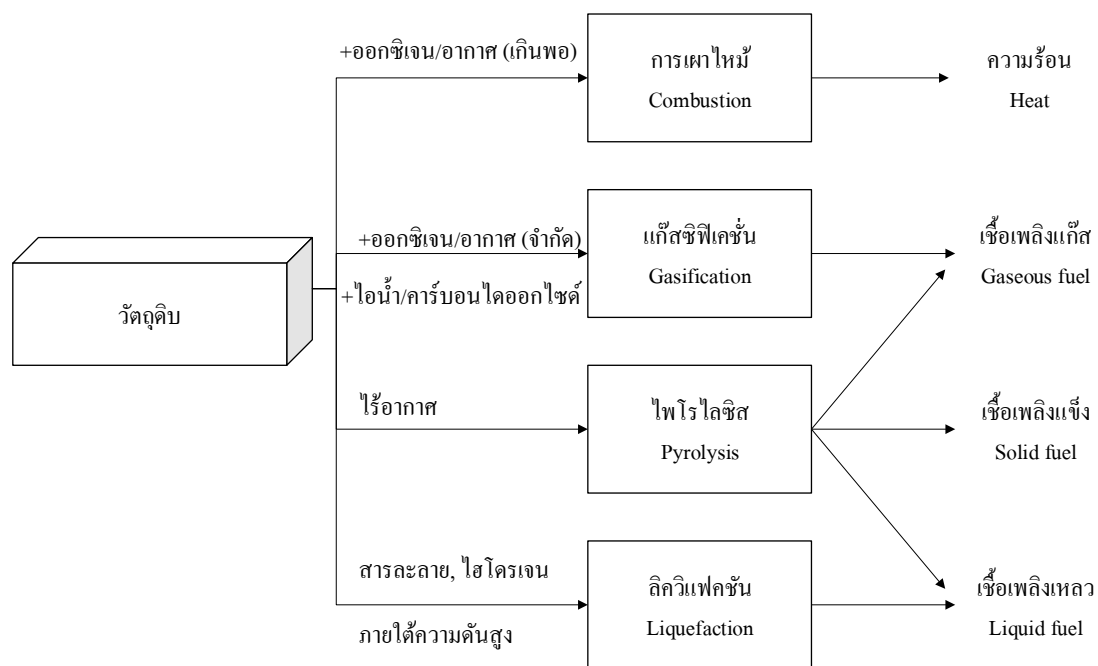 +ออกซิเจน/อากาศ (เกินพอ)
การเผาไหม้
Combustion
ความร้อน
Heat
วัตถุดิบ
+ออกซิเจน/อากาศ (จำกัด)
+ไอน้ำ/คาร์บอนไดออกไซด์
แก๊สซิฟิเคชั่น
Gasification
เชื้อเพลิงแก๊ส
Gaseous fuel
ไร้อากาศ
ไพโรไลซิส
Pyrolysis
เชื้อเพลิงแข็ง
Solid fuel
สารละลาย, ไฮโดรเจน
ภายใต้ความดันสูง
ลิควิแฟคชัน
Liquefaction
เชื้อเพลิงเหลว
Liquid fuel